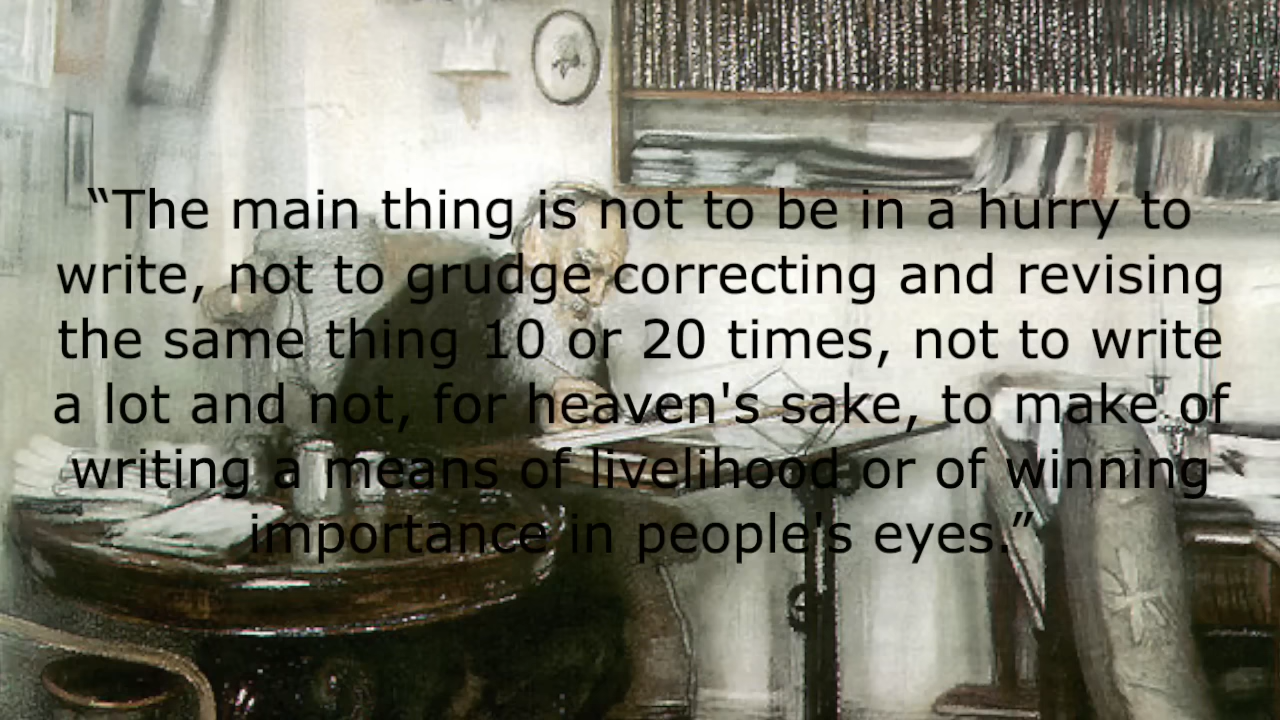 “The main thing is not to be in a hurry to
write, not to grudge correcting and revising
the same thing 10 or 20 times, not to write
a lot and not, for heaven's sake, to make of
writing a means of livelihood or of winning
importance in people's eyes.”